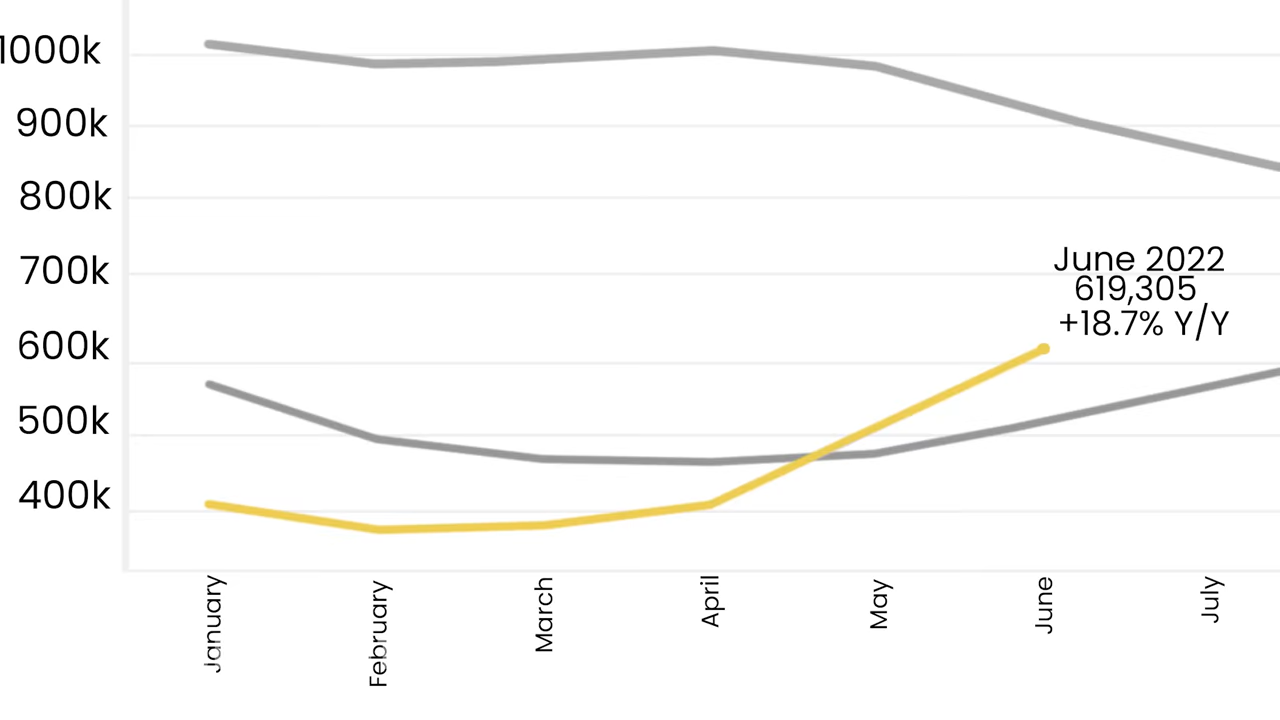 1000k
900k
800k
700k
600k
500k
400k
June 2022
619,305
+18.7% Y/Y
January
February
March
April
May
June
July